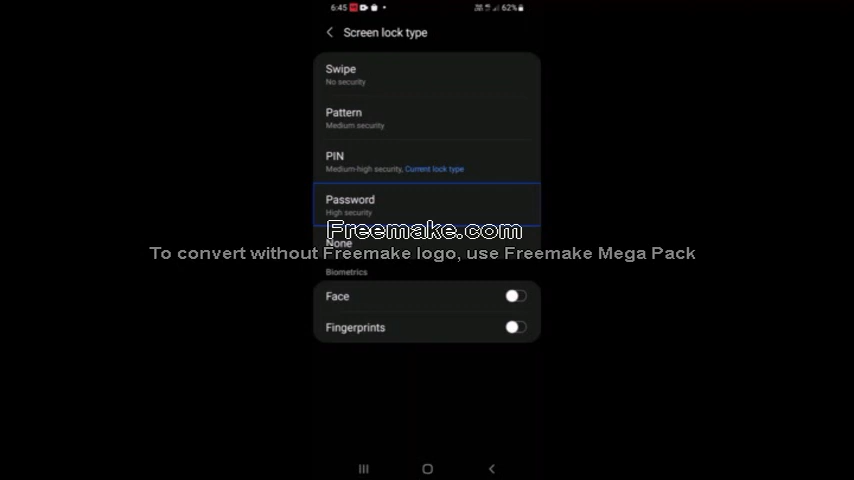 6:45
62%
Screen lock type
Swipe
No security
Pattern
Medium security
PIN
Medium-high security, Current lock type
Password
High security
Freemake.com
None
To convert without Freemake logo, use Freemake Mega Pack
Biometrics
Face
Fingerprints